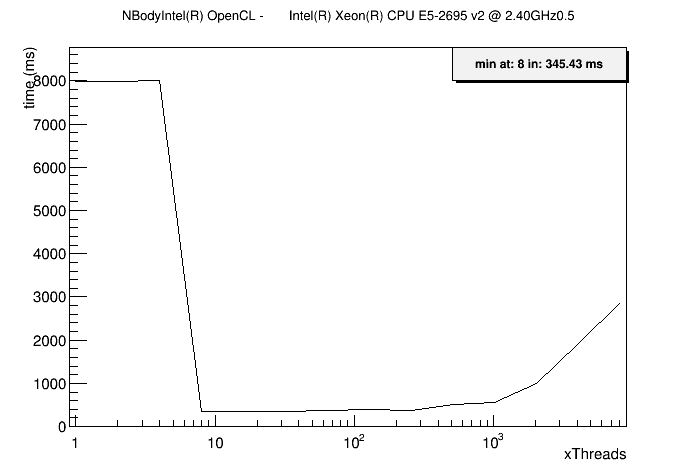 NBodyIntel(R) OpenCL - Intel(R) Xeon(R) CPU E5-2695 v2 @ 2.40GHz0.5
time (ms)
min at: 8 in: 345.43 ms
8000
7000
6000
5000
4000
3000
2000
1000
0
1 10 10² 10³
xThreads